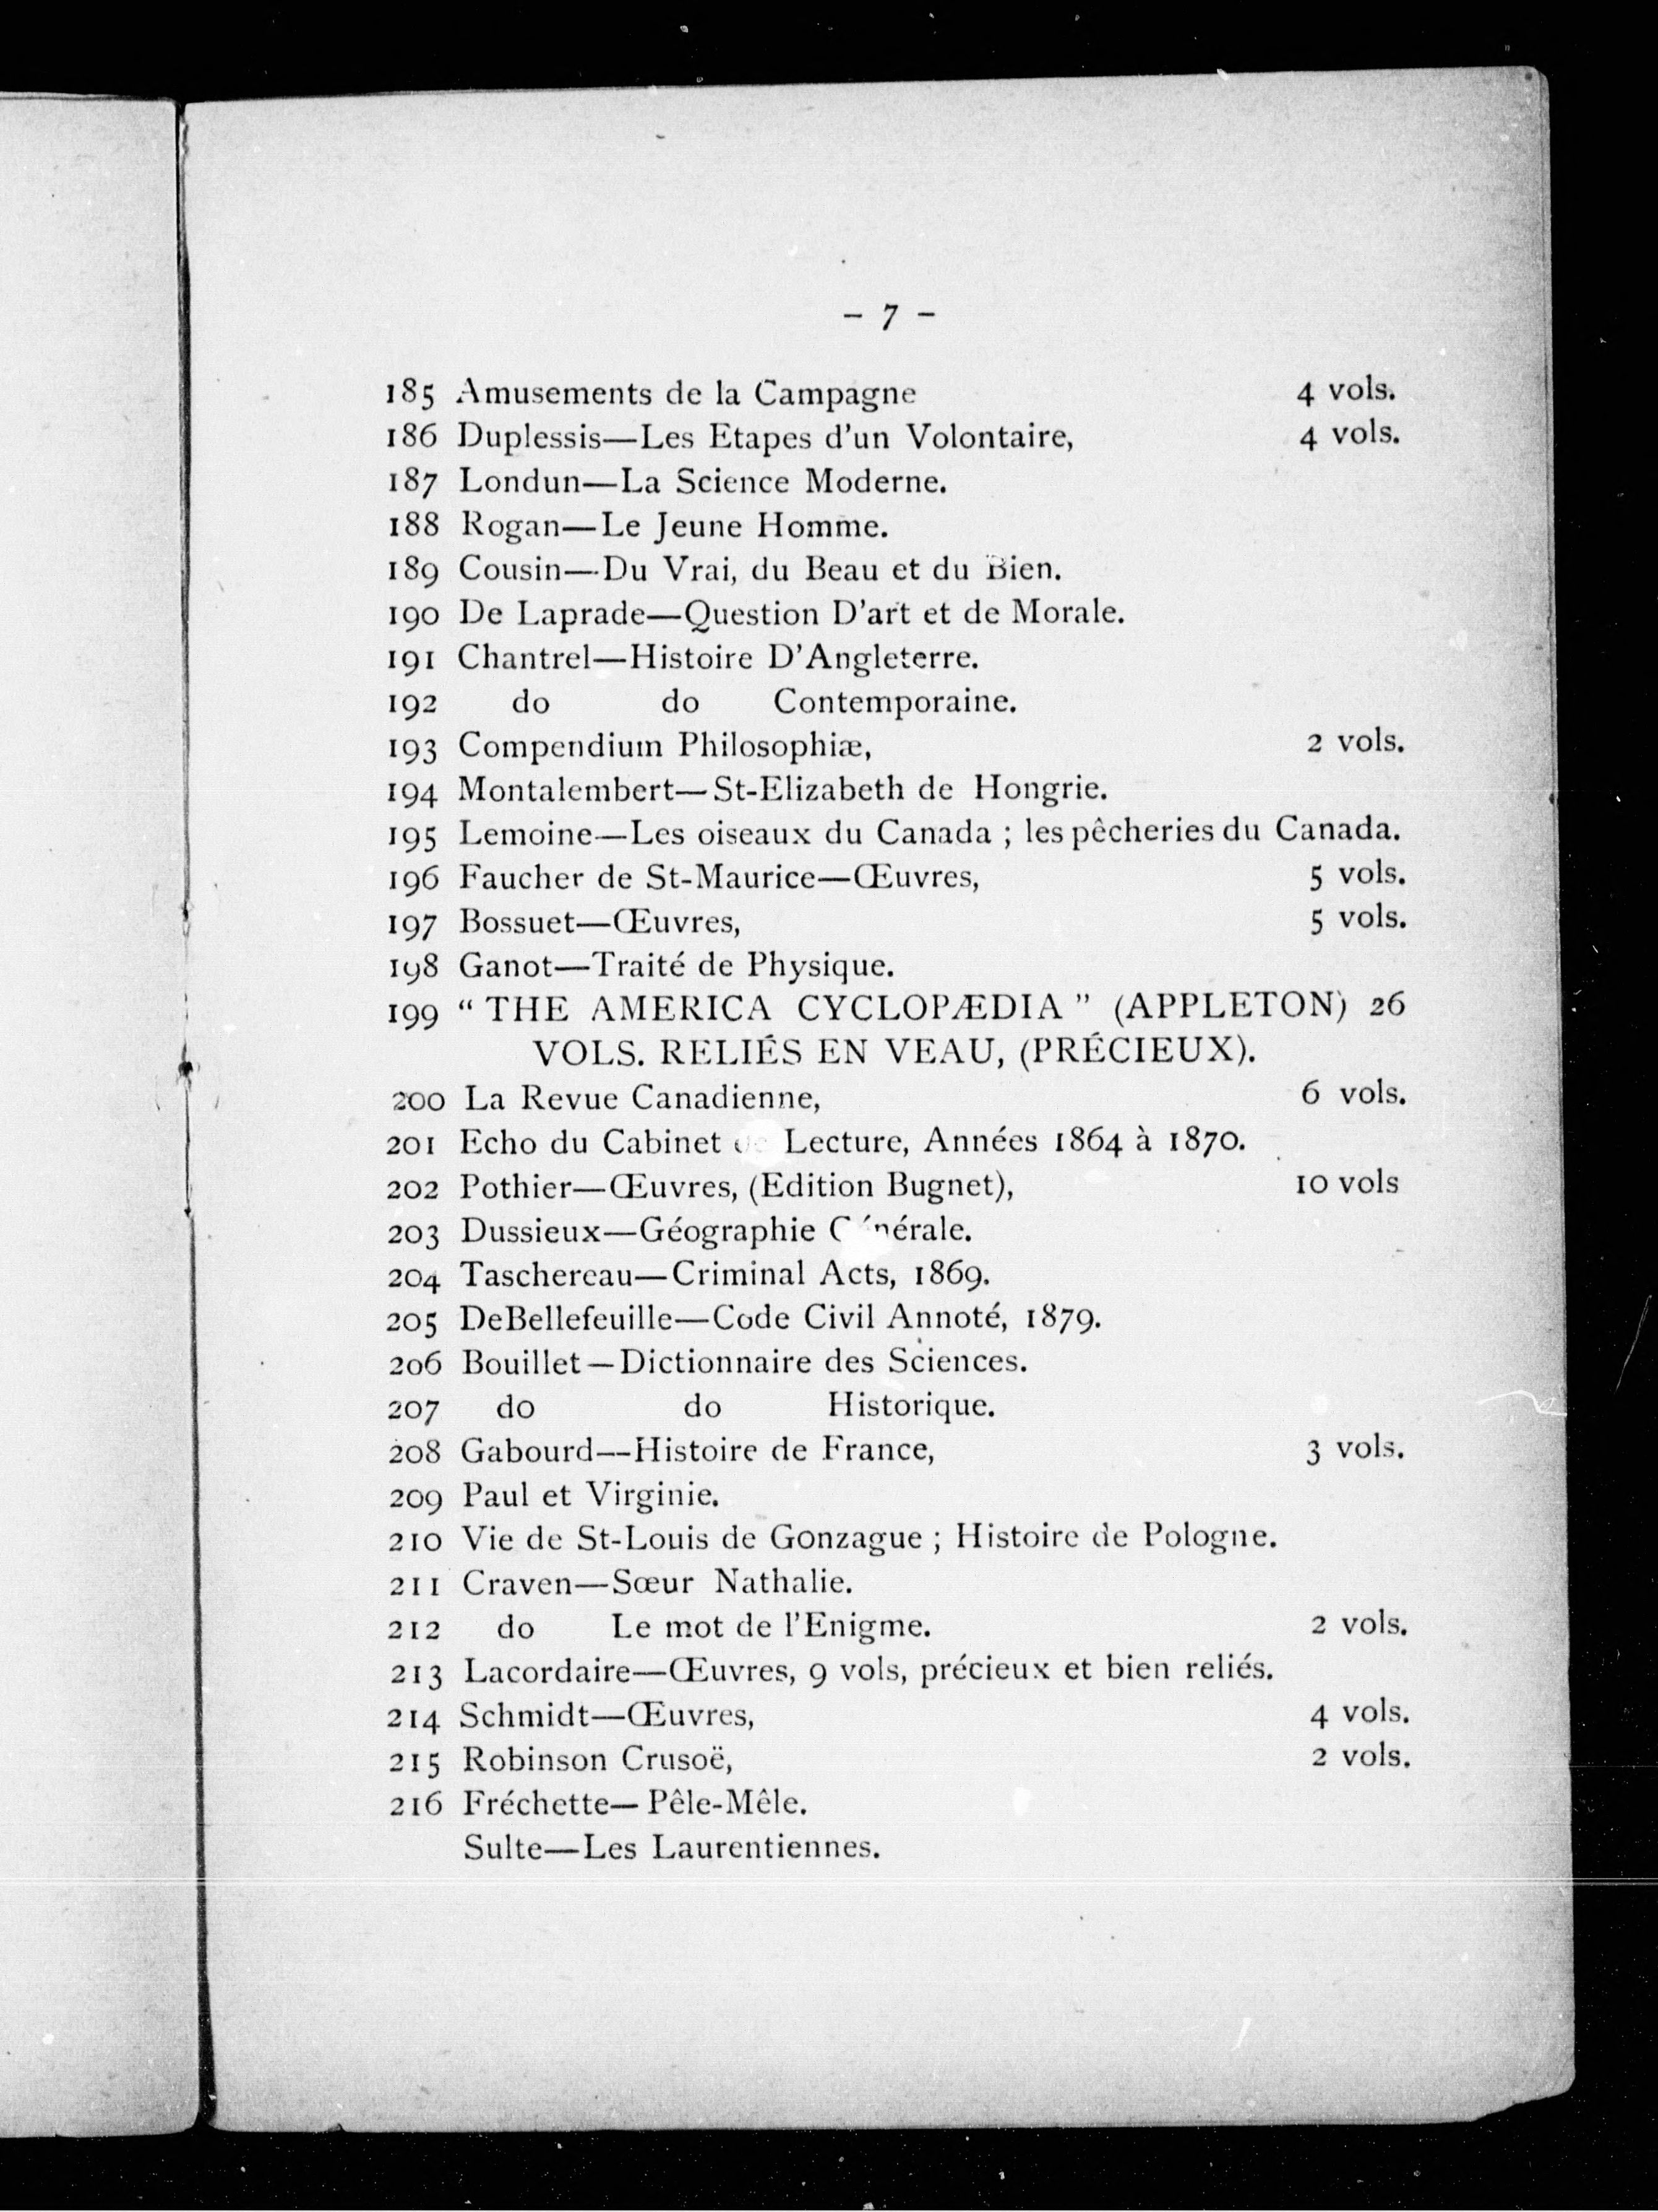 – 7 –
185 Amusements de la Campagne 4 vols.
186 Duplessis—Les Etapes d'un Volontaire, 4 vols.
187 Londun—La Science Moderne.
188 Rogan—Le Jeune Homme.
189 Cousin—Du Vrai, du Beau et du Bien.
190 De Laprade—Question D'art et de Morale.
191 Chantrel—Histoire D'Angleterre.
192 do do Contemporaine.
193 Compendium Philosophiæ, 2 vols.
194 Montalembert—St-Elizabeth de Hongrie.
195 Lemoine—Les oiseaux du Canada ; les pêcheries du Canada.
196 Faucher de St-Maurice—Œuvres, 5 vols.
197 Bossuet—Œuvres, 5 vols.
198 Ganot—Traité de Physique.
199 " THE AMERICA CYCLOPÆDIA " (APPLETON) 26
VOLS. RELIÉS EN VEAU, (PRÉCIEUX).
200 La Revue Canadienne, 6 vols.
201 Echo du Cabinet de Lecture, Années 1864 à 1870.
202 Pothier—Œuvres, (Edition Bugnet), 10 vols
203 Dussieux—Géographie Générale.
204 Taschereau—Criminal Acts, 1869.
205 DeBellefeuille—Code Civil Annoté, 1879.
206 Bouillet—Dictionnaire des Sciences.
207 do do Historique.
208 Gabourd—Histoire de France, 3 vols.
209 Paul et Virginie.
210 Vie de St-Louis de Gonzague ; Histoire de Pologne.
211 Craven—Sœur Nathalie.
212 do Le mot de l'Enigme. 2 vols.
213 Lacordaire—Œuvres, 9 vols, précieux et bien reliés.
214 Schmidt—Œuvres, 4 vols.
215 Robinson Crusoë, 2 vols.
216 Fréchette—Pêle-Mêle.
Sulte—Les Laurentiennes.